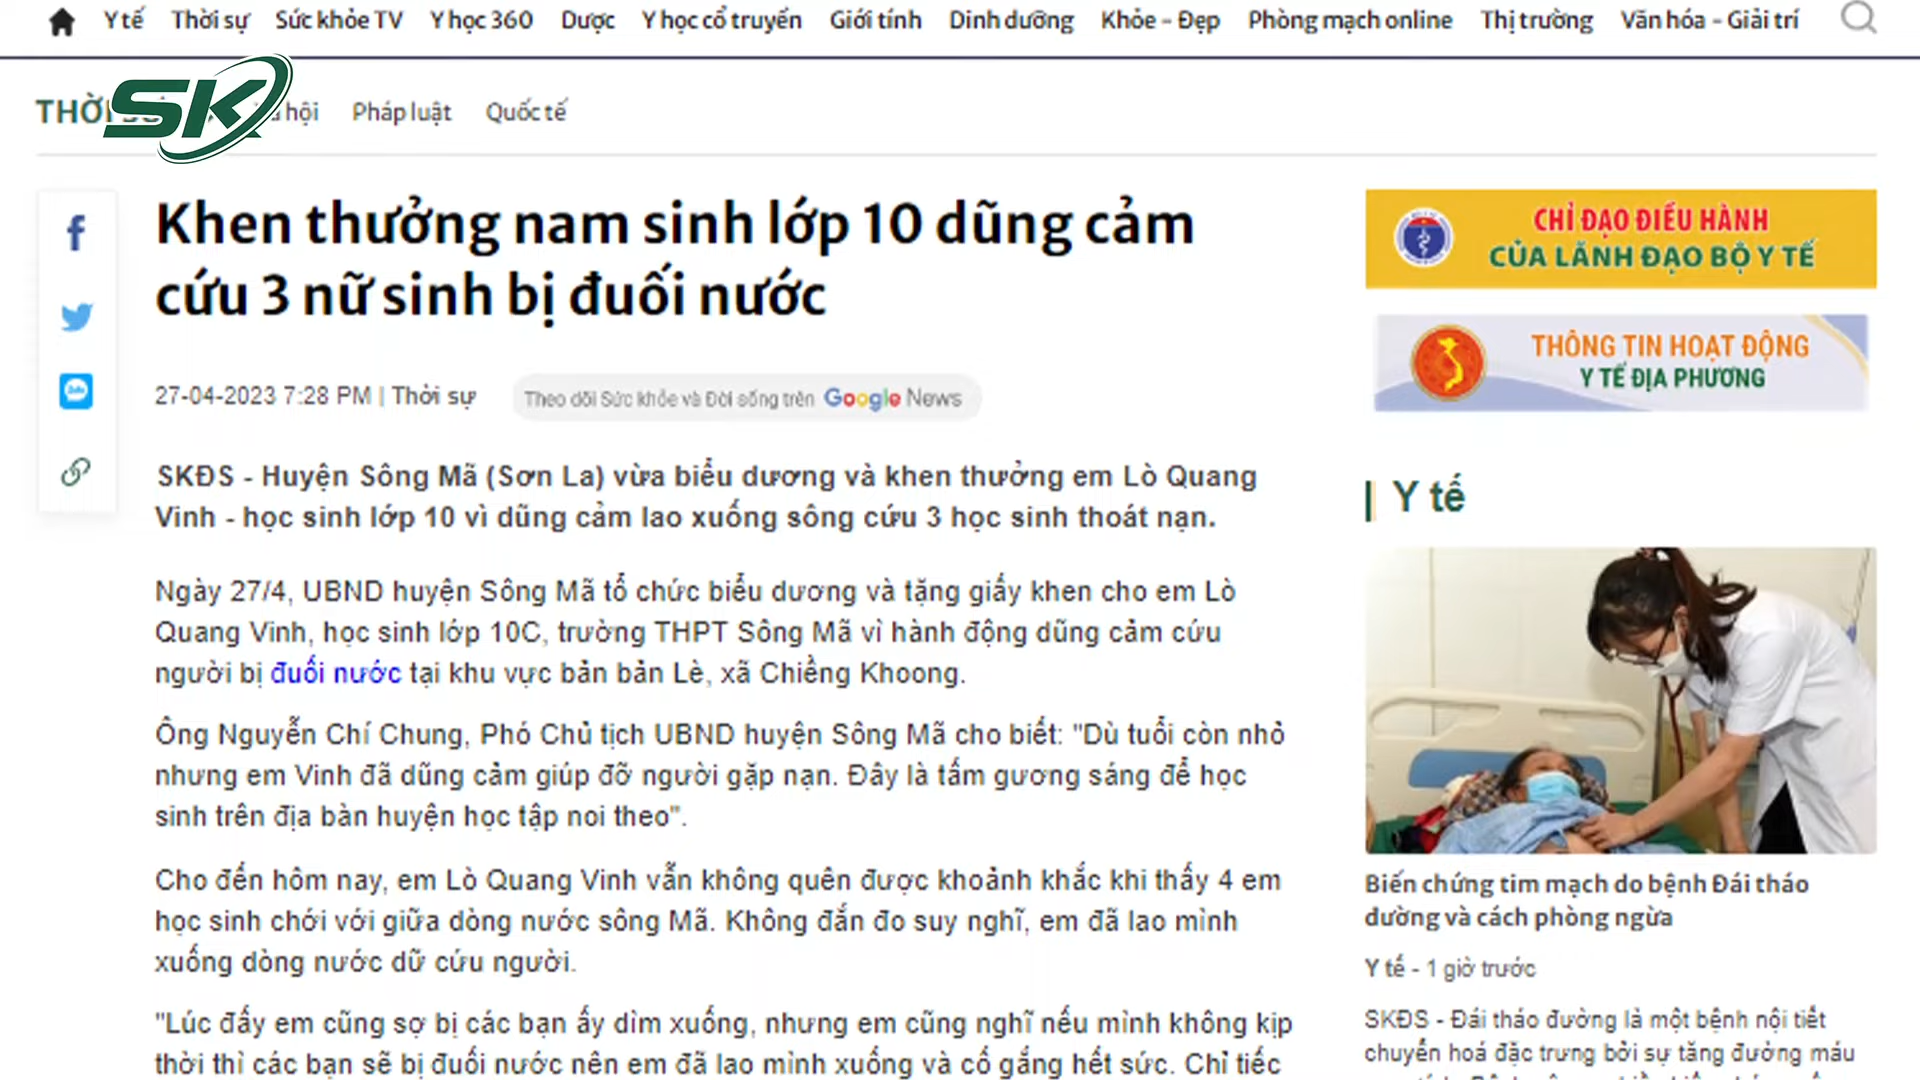 Y tế Thời sự Sức khỏe TV Y học 360 Dược Y học cổ truyền Giới tính Dinh dưỡng Khỏe - Đẹp Phòng mạch online Thị trường Văn hóa - Giải trí
SK
THỜI hội Pháp luật Quốc tế
Khen thưởng nam sinh lớp 10 dũng cảm
cứu 3 nữ sinh bị đuối nước
27-04-2023 7:28 PM | Thời sự
Theo dõi Sức khỏe và Đời sống trên Google News
SKĐS - Huyện Sông Mã (Sơn La) vừa biểu dương và khen thưởng em Lò Quang
Vinh - học sinh lớp 10 vì dũng cảm lao xuống sông cứu 3 học sinh thoát nạn.
Ngày 27/4, UBND huyện Sông Mã tổ chức biểu dương và tặng giấy khen cho em Lò
Quang Vinh, học sinh lớp 10C, trường THPT Sông Mã vì hành động dũng cảm cứu
người bị đuối nước tại khu vực bản bản Lè, xã Chiềng Khoong.
Ông Nguyễn Chí Chung, Phó Chủ tịch UBND huyện Sông Mã cho biết: "Dù tuổi còn nhỏ
nhưng em Vinh đã dũng cảm giúp đỡ người gặp nạn. Đây là tấm gương sáng để học
sinh trên địa bàn huyện học tập noi theo".
Cho đến hôm nay, em Lò Quang Vinh vẫn không quên được khoảnh khắc khi thấy 4 em
học sinh chới với giữa dòng nước sông Mã. Không đắn đo suy nghĩ, em đã lao mình
xuống dòng nước dữ cứu người.
"Lúc đấy em cũng sợ bị các bạn ấy dìm xuống, nhưng em cũng nghĩ nếu mình không kịp
thời thì các bạn sẽ bị đuối nước nên em đã lao mình xuống và cố gắng hết sức. Chỉ tiếc
CHỈ ĐẠO ĐIỀU HÀNH
CỦA LÃNH ĐẠO BỘ Y TẾ
THÔNG TIN HOẠT ĐỘNG
Y TẾ ĐỊA PHƯƠNG
Y tế
Biến chứng tim mạch do bệnh Đái tháo
đường và cách phòng ngừa
Y tế - 1 giờ trước
SKĐS - Đái tháo đường là một bệnh nội tiết
chuyển hoá đặc trưng bởi sự tăng đường máu